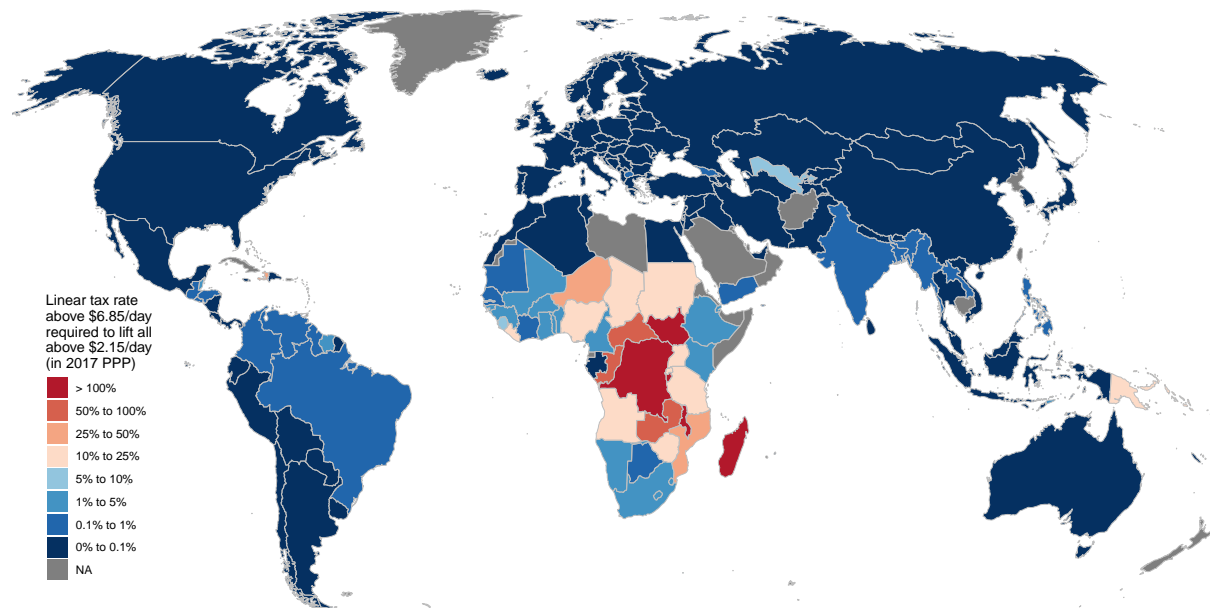 Linear tax rate
above $6.85/day
required to lift all
above $2.15/day
(in 2017 PPP)
> 100%
50% to 100%
25% to 50%
10% to 25%
5% to 10%
1% to 5%
0.1% to 1%
0% to 0.1%
NA